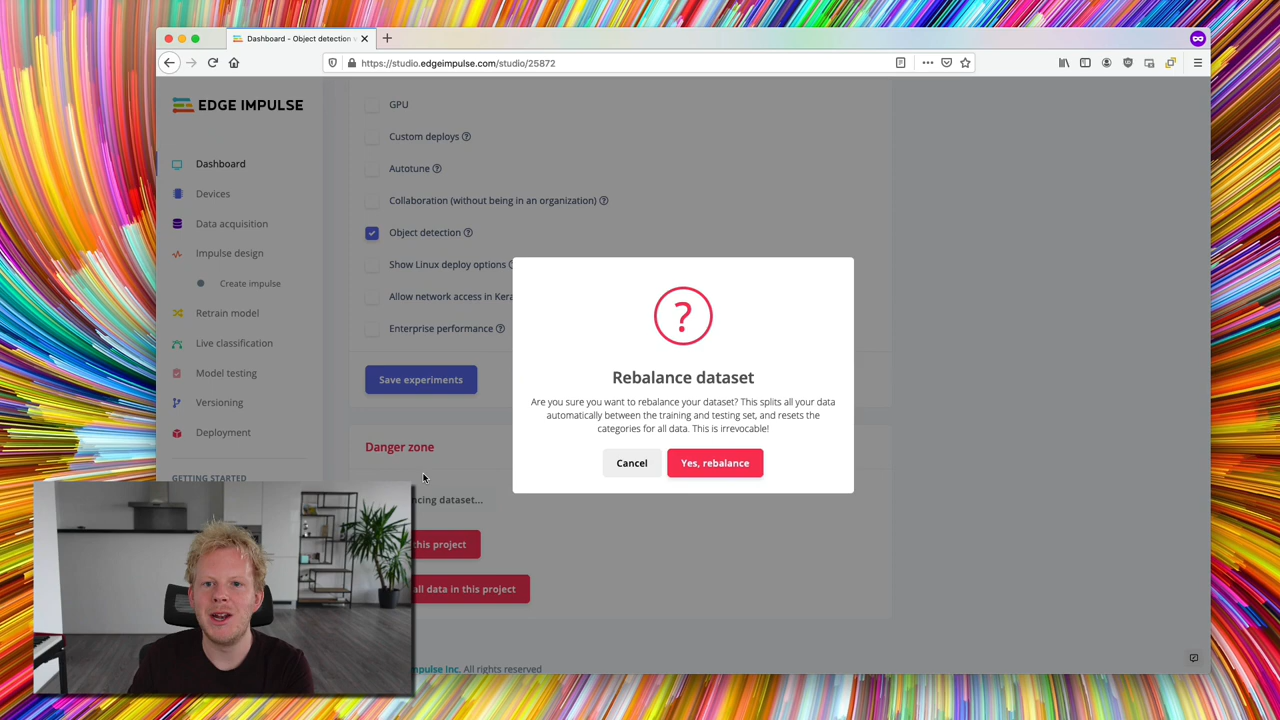 Dashboard - Object detection
https://studio.edgeimpulse.com/studio/25872
EDGE IMPULSE
Dashboard
Devices
Data acquisition
Impulse design
Create impulse
Retrain model
Live classification
Model testing
Versioning
Deployment
GETTING STARTED
GPU
Custom deploys
Autotune
Collaboration (without being in an organization)
Object detection
Show Linux deploy options
Allow network access in Kera
Enterprise performance
Save experiments
Danger zone
ncing dataset...
this project
all data in this project
mpulse Inc. All rights reserved
?
Rebalance dataset
Are you sure you want to rebalance your dataset? This splits all your data
automatically between the training and testing set, and resets the
categories for all data. This is irrevocable!
Cancel
Yes, rebalance